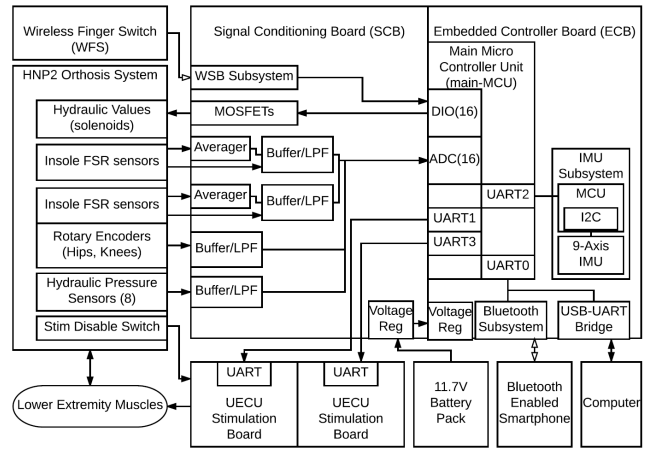 Wireless Finger Switch
(WFS)
Signal Conditioning Board (SCB)
Embedded Controller Board (ECB)
HNP2 Orthosis System
WSB Subsystem
Main Micro
Controller Unit
(main-MCU)
Hydraulic Values
(solenoids)
MOSFETs
DIO(16)
Insole FSR sensors
Averager
Buffer/LPF
ADC(16)
IMU
Subsystem
MCU
I2C
9-Axis
IMU
Insole FSR sensors
Averager
Buffer/LPF
UART2
UART1
UART3
UART0
Rotary Encoders
(Hips, Knees)
Buffer/LPF
Hydraulic Pressure
Sensors (8)
Buffer/LPF
Stim Disable Switch
Voltage
Reg
Voltage
Reg
Bluetooth
Subsystem
USB-UART
Bridge
Lower Extremity Muscles
UART
UECU
Stimulation
Board
UART
UECU
Stimulation
Board
11.7V
Battery
Pack
Bluetooth
Enabled
Smartphone
Computer